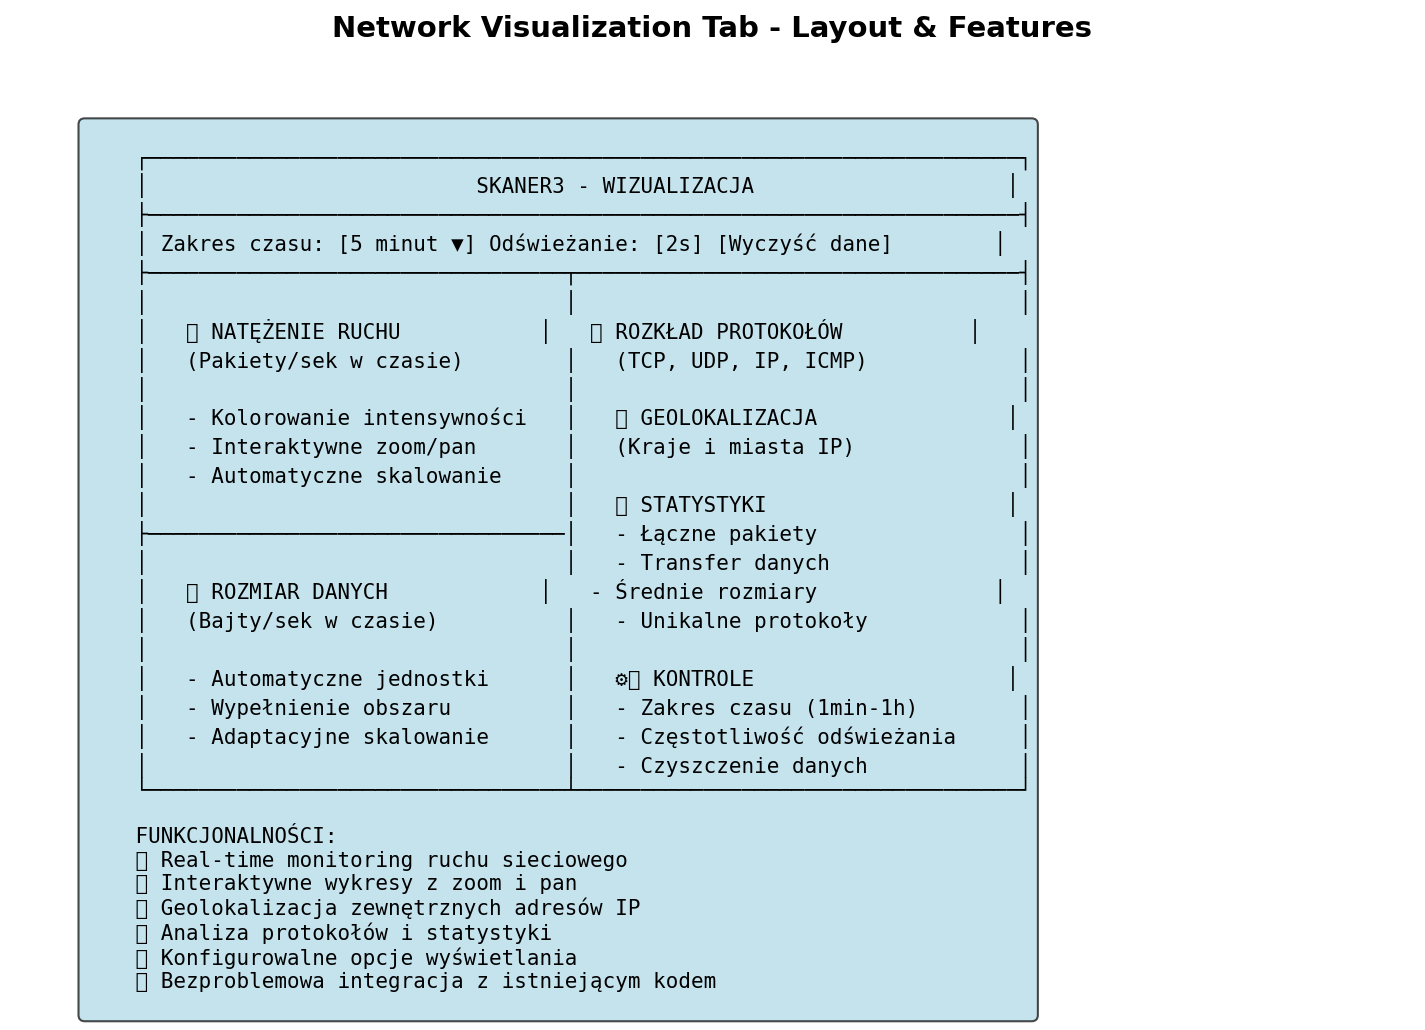 Network Visualization Tab - Layout & Features
SKANER3 - WIZUALIZACJA
Zakres czasu: [5 minut ▼] Odświeżanie: [2s] [Wyczyść dane]
NATĘŻENIE RUCHU
(Pakiety/sek w czasie)
- Kolorowanie intensywności
- Interaktywne zoom/pan
- Automatyczne skalowanie
ROZMIAR DANYCH
(Bajty/sek w czasie)
- Automatyczne jednostki
- Wypełnienie obszaru
- Adaptacyjne skalowanie
ROZKŁAD PROTOKOŁÓW
(TCP, UDP, IP, ICMP)
GEOLOKALIZACJA
(Kraje i miasta IP)
STATYSTYKI
- Łączne pakiety
- Transfer danych
- Średnie rozmiary
- Unikalne protokoły
⚙ KONTROLE
- Zakres czasu (1min-1h)
- Częstotliwość odświeżania
- Czyszczenie danych
FUNKCJONALNOŚCI:
Real-time monitoring ruchu sieciowego
Interaktywne wykresy z zoom i pan
Geolokalizacja zewnętrznych adresów IP
Analiza protokołów i statystyki
Konfigurowalne opcje wyświetlania
Bezproblemowa integracja z istniejącym kodem